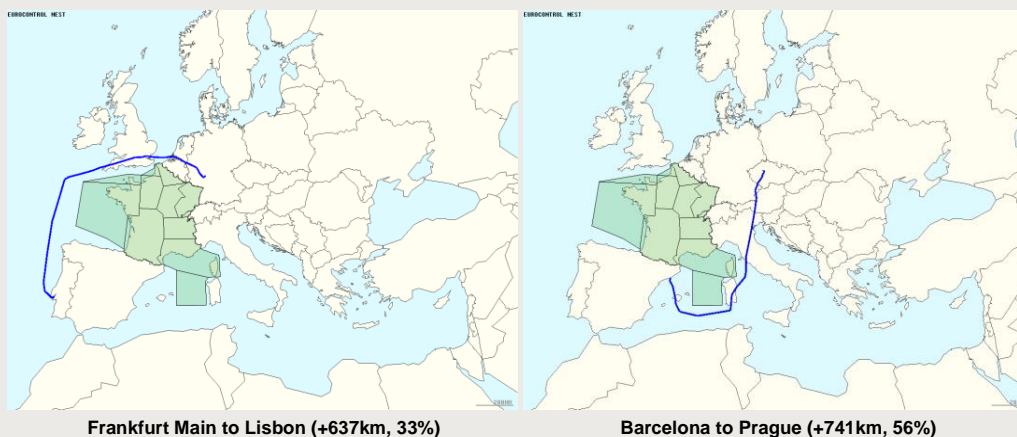 EUROCONTROL NEST
EUROCONTROL NEST
Frankfurt Main to Lisbon (+637km, 33%)
Barcelona to Prague (+741km, 56%)